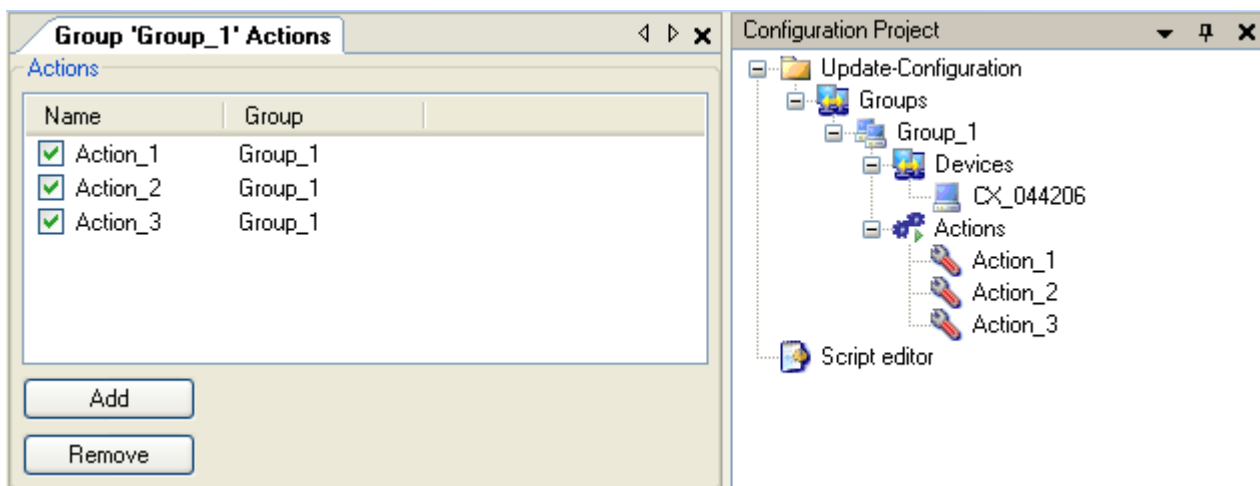 Group 'Group_1' Actions
Actions
Name Group
Action_1 Group_1
Action_2 Group_1
Action_3 Group_1
Add
Remove
Configuration Project
Update-Configuration
Groups
Group_1
Devices
CX_044206
Actions
Action_1
Action_2
Action_3
Script editor